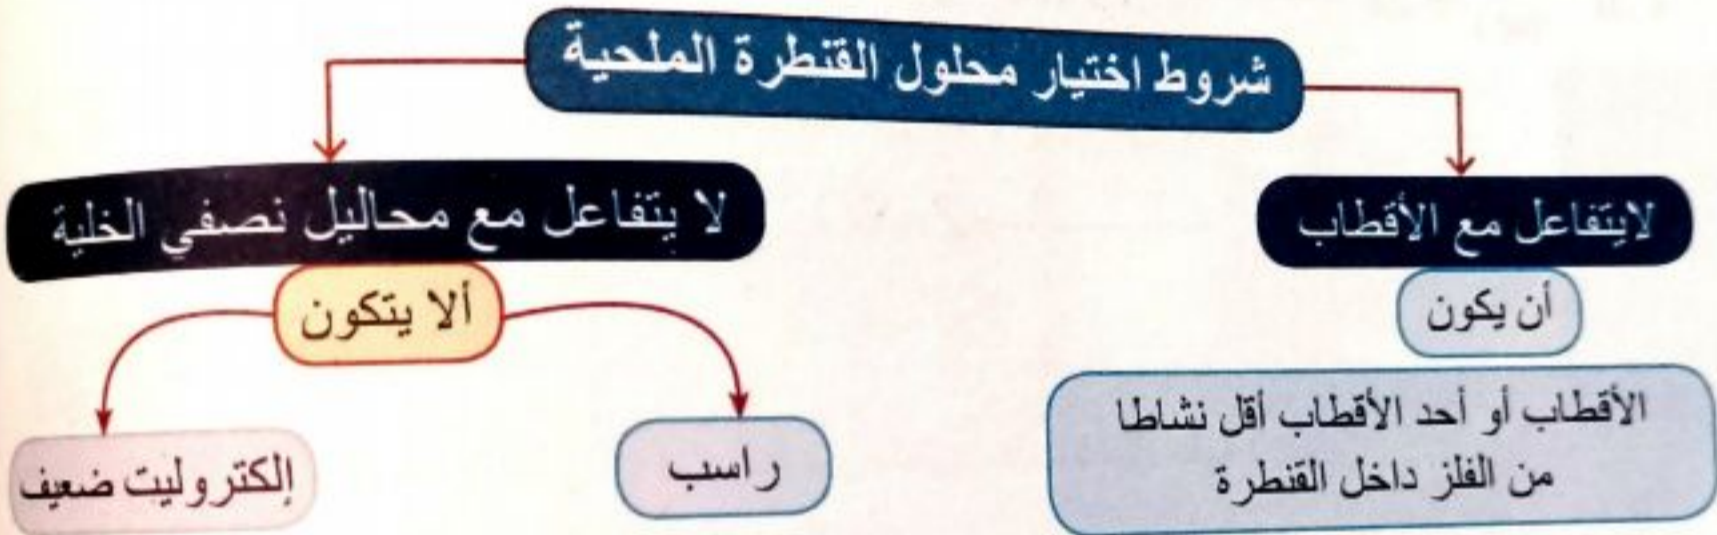 شروط اختيار محلول القنطرة الملحية
لايتفاعل مع الأقطاب
أن يكون
الأقطاب أو أحد الأقطاب أقل نشاطا
من الفلز داخل القنطرة
لا يتفاعل مع محاليل نصفي الخلية
ألا يتكون
راسب
إلكتروليت ضعيف